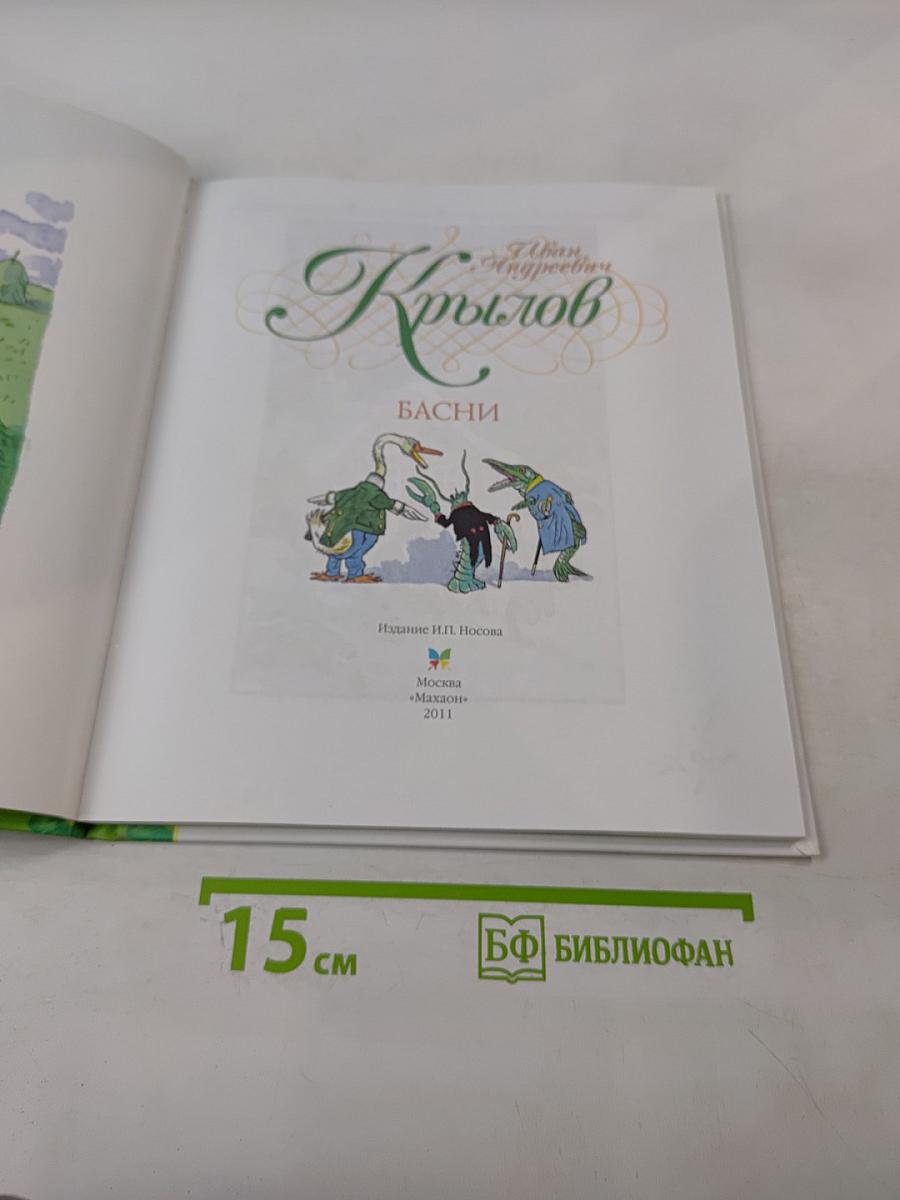 Иван
Андреевич
Крылов
БАСНИ
Издание И.П. Носова
Москва
«Махаон»
2011
15 см
БФ БИБЛИОФАН